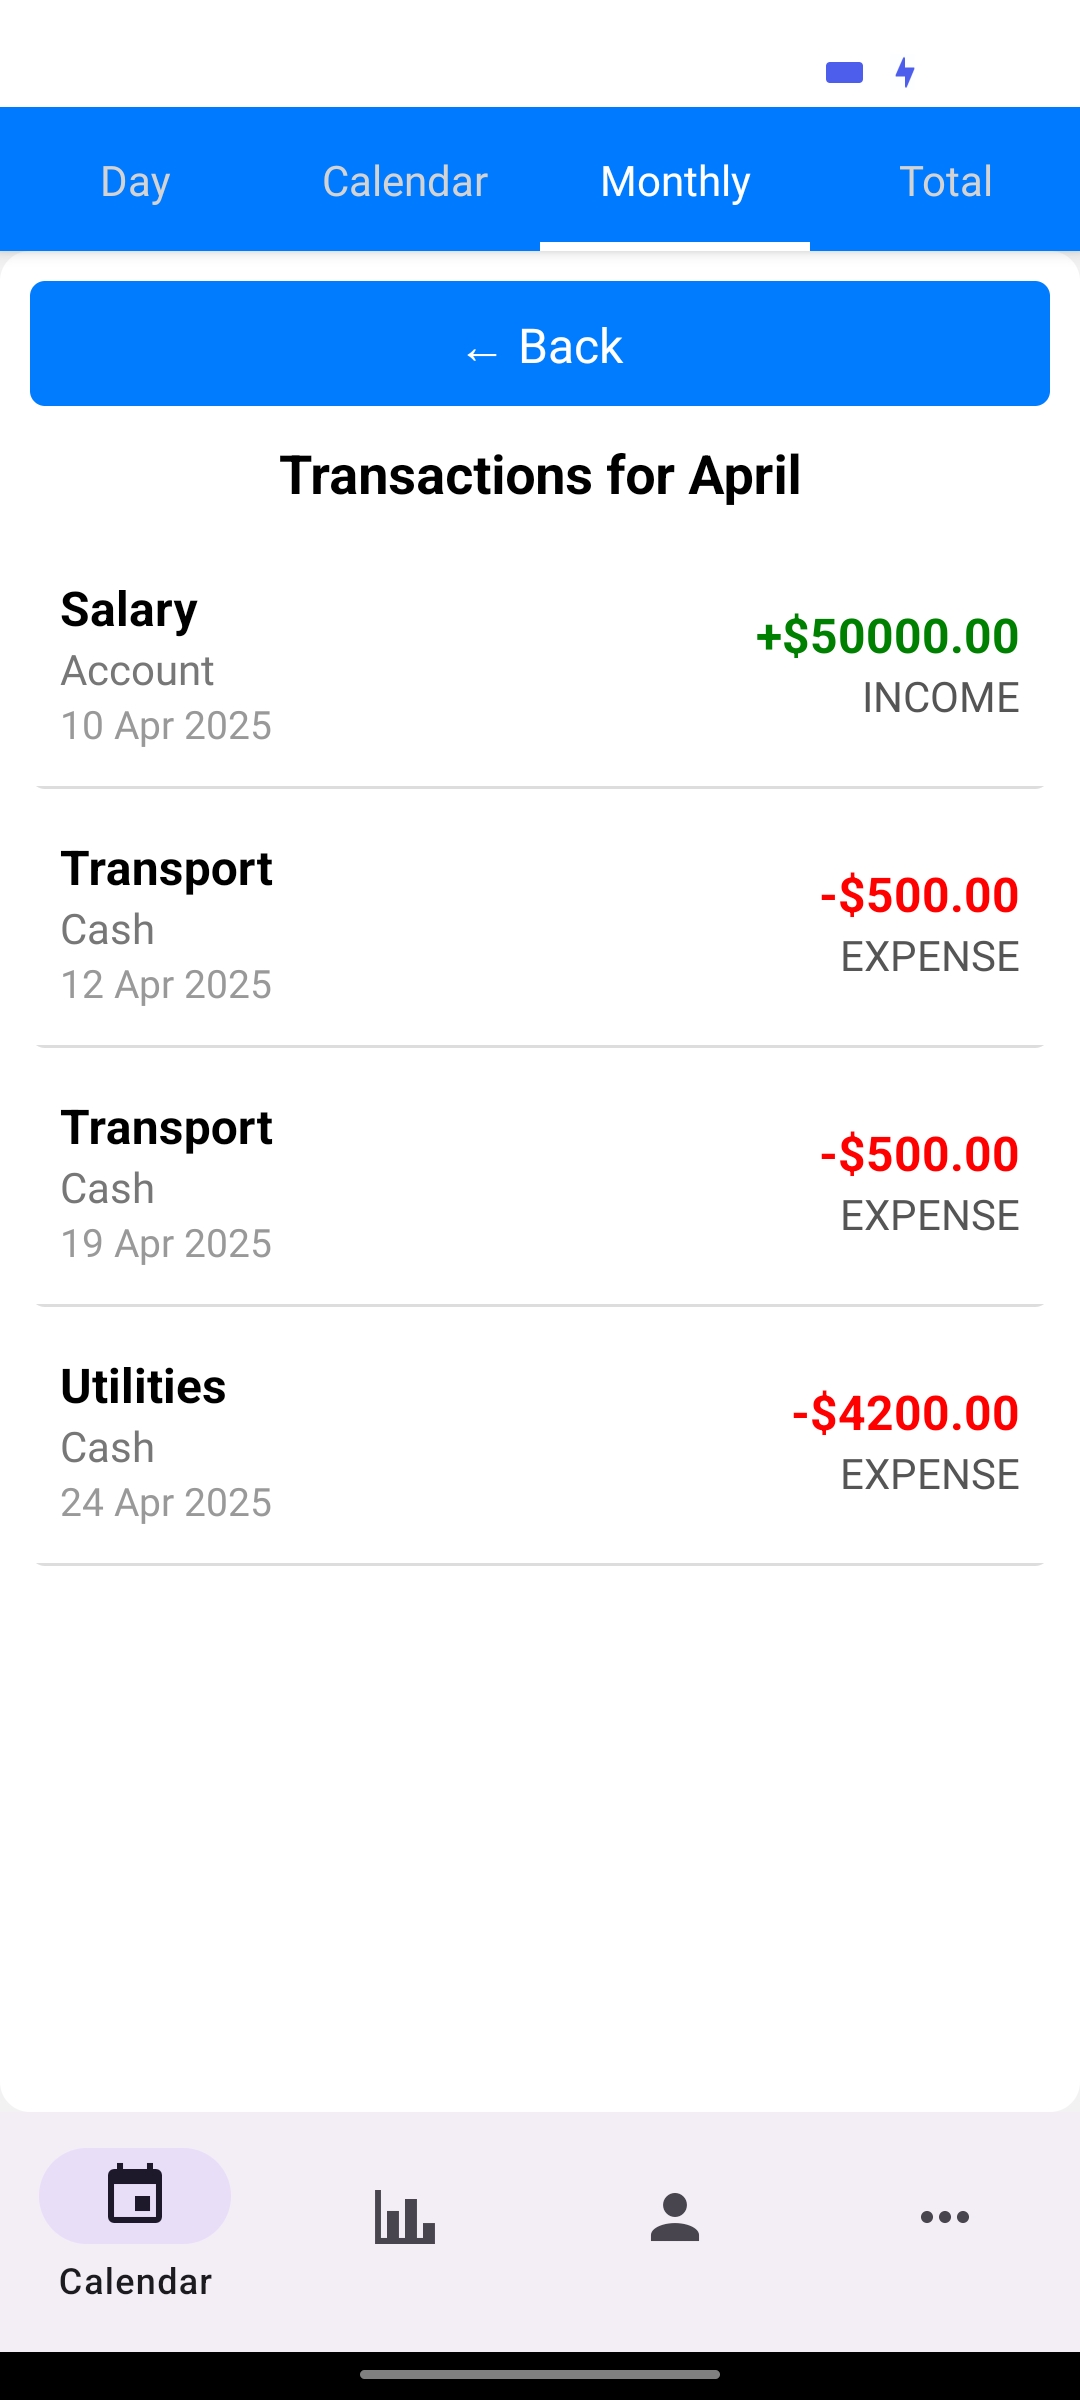 Day Calendar Monthly Total
← Back
Transactions for April
Salary
Account
10 Apr 2025
+$50000.00
INCOME
Transport
Cash
12 Apr 2025
-$500.00
EXPENSE
Transport
Cash
19 Apr 2025
-$500.00
EXPENSE
Utilities
Cash
24 Apr 2025
-$4200.00
EXPENSE
Calendar